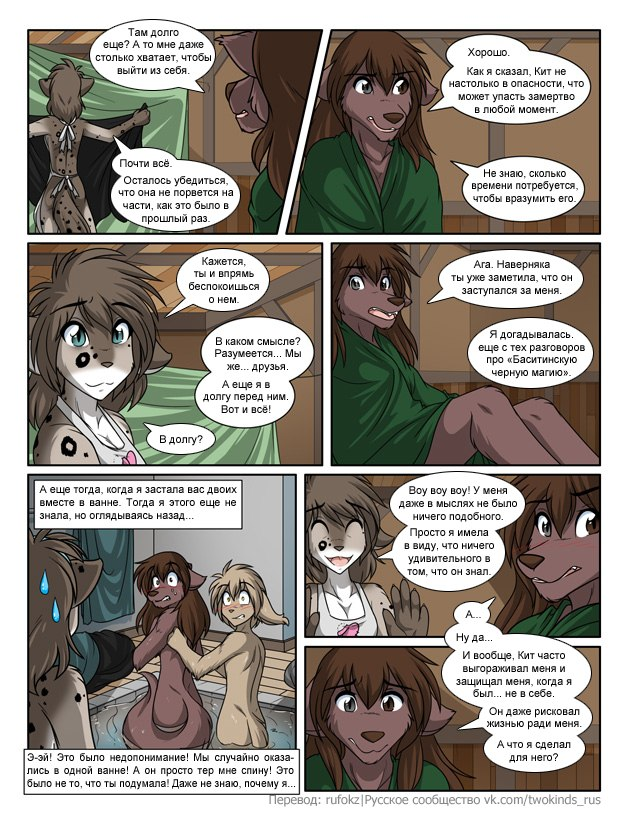 Там долго
еще? А то мне даже
столько хватает, чтобы
выйти из себя.
Почти всё.
Осталось убедиться,
что она не порвется на
части, как это было в
прошлый раз.
Хорошо.
Как я сказал, Кит не
настолько в опасности, что
может упасть замертво
в любой момент.
Не знаю, сколько
времени потребуется,
чтобы вразумить его.
Кажется,
ты и впрямь
беспокоишься
о нем.
В каком смысле?
Разумеется... Мы
же... друзья.
А еще я в
долгу перед ним.
Вот и всё!
В долгу?
Ага. Наверняка
ты уже заметила, что он
заступался за меня.
Я догадывалась.
еще с тех разговоров
про «Баситинскую
черную магию».
А еще тогда, когда я застала вас двоих
вместе в ванне. Тогда я этого еще не
знала, но оглядываясь назад...
Э-эй! Это было недопонимание! Мы случайно оказа-
лись в одной ванне! А он просто тер мне спину! Это
было не то, что ты подумала! Даже не знаю, почему я...
Воу воу воу! У меня
даже в мыслях не было
ничего подобного.
Просто я имела
в виду, что ничего
удивительного в
том, что он знал.
А...
Ну да...
И вообще, Кит часто
выгораживал меня и
защищал меня, когда я
был... не в себе.
Он даже рисковал
жизнью ради меня.
А что я сделал
для него?
Перевод: rufokz|Русское сообщество vk.com/twokinds_rus